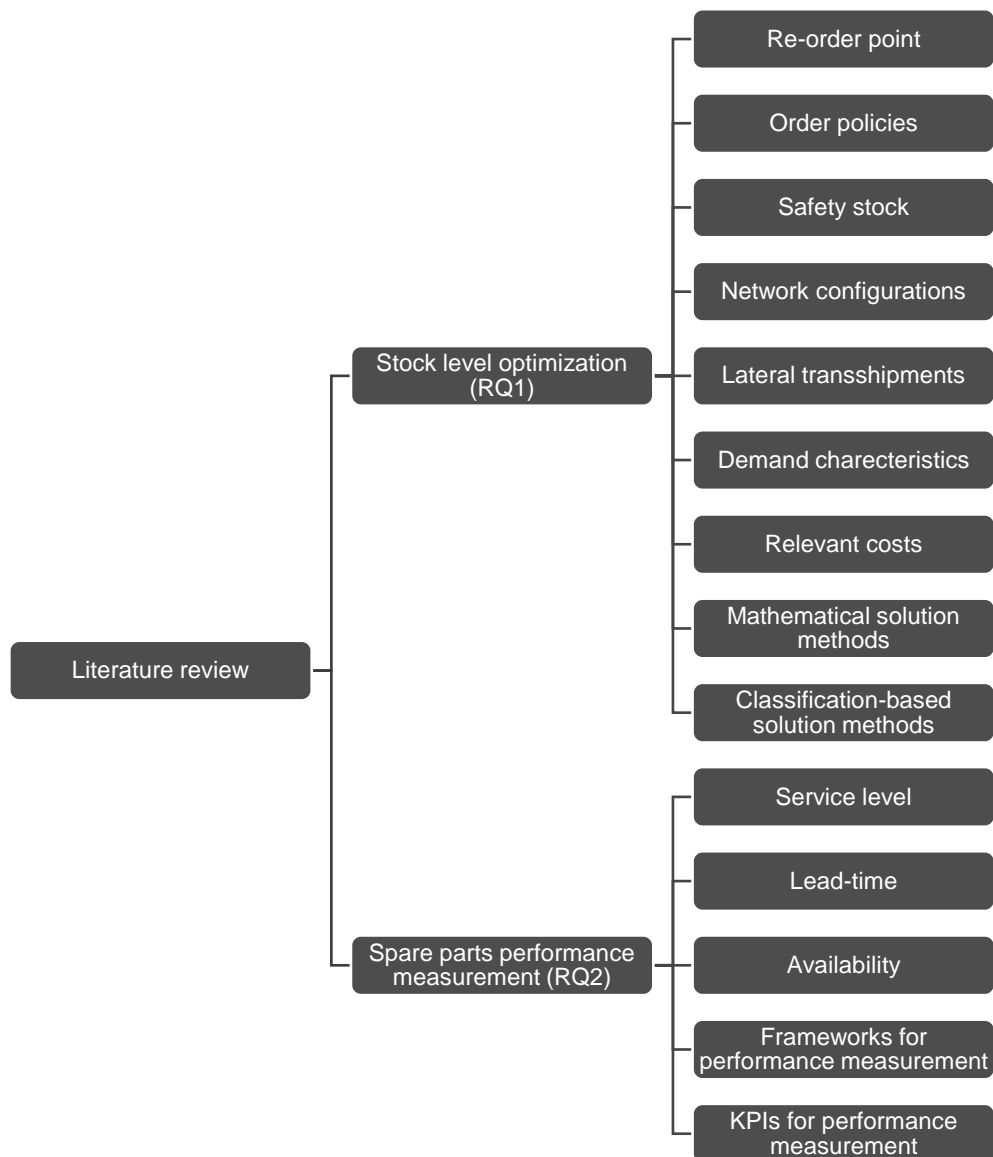 Re-order point
Order policies
Safety stock
Network configurations
Stock level optimization
(RQ1)
Lateral transshipments
Demand charecteristics
Relevant costs
Mathematical solution
methods
Literature review
Classification-based
solution methods
Service level
Lead-time
Spare parts performance
measurement (RQ2)
Availability
Frameworks for
performance measurement
KPIs for performance
measurement